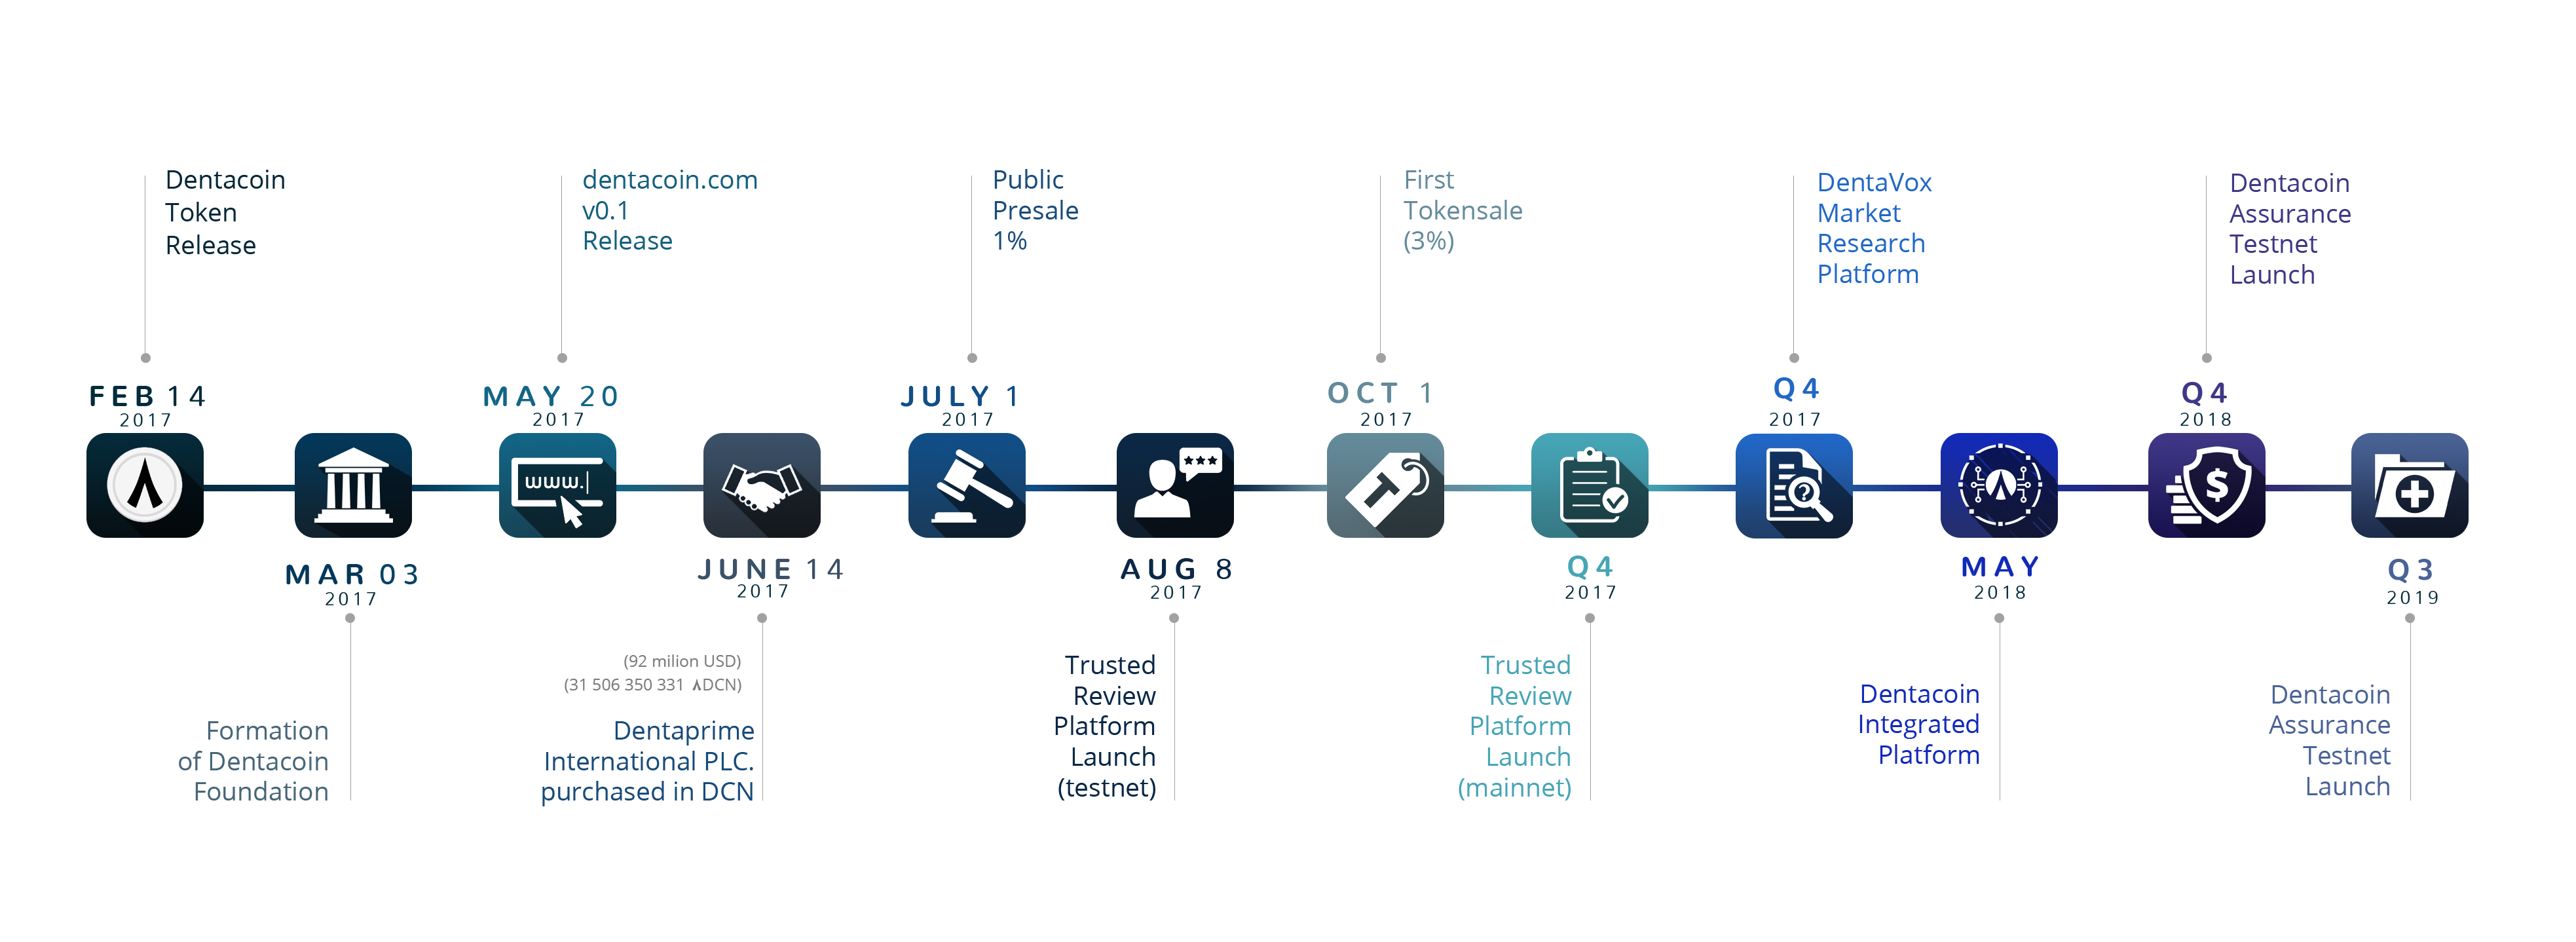 Dentacoin
Token
Release
FEB 14
2017
MAR 03
2017
Formation
of Dentacoin
Foundation
dentacoin.com
v0.1
Release
MAY 20
2017
www.|
JUNE 14
2017
(92 milion USD)
(31 506 350 331 DCN)
Dentaprime
International PLC.
purchased in DCN
Public
Presale
1%
JULY 1
2017
AUG 8
2017
Trusted
Review
Platform
Launch
(testnet)
First
Tokensale
(3%)
OCT 1
2017
T
Q4
2017
Trusted
Review
Platform
Launch
(mainnet)
DentaVox
Market
Research
Platform
Q4
2017
?
MAY
2018
Dentacoin
Integrated
Platform
Dentacoin
Assurance
Testnet
Launch
Q4
2018
$
Q3
2019
Dentacoin
Assurance
Testnet
Launch